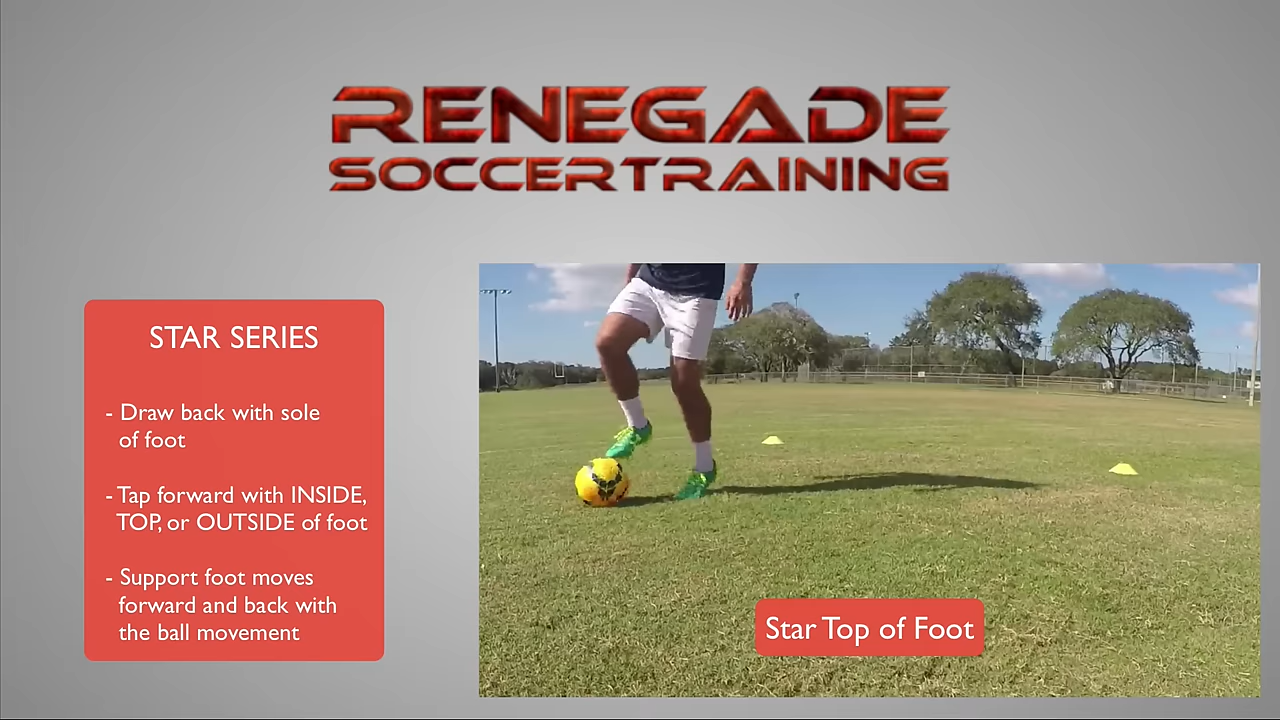 RENEGADE
SOCCERTRAINING
STAR SERIES
- Draw back with sole
of foot
- Tap forward with INSIDE,
TOP, or OUTSIDE of foot
- Support foot moves
forward and back with
the ball movement
Star Top of Foot